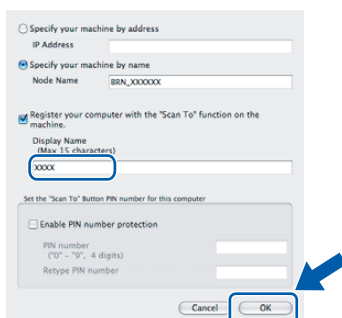 Specify your machine by address
IP Address
Specify your machine by name
Node Name BRN_XXXXXX
Register your computer with the "Scan To" function on the
machine.
Display Name
(Max 15 characters)
XXXX
Set the "Scan To" Button PIN number for this computer
Enable PIN number protection
PIN number
("0" – "9", 4 digits)
Retype PIN number
Cancel OK